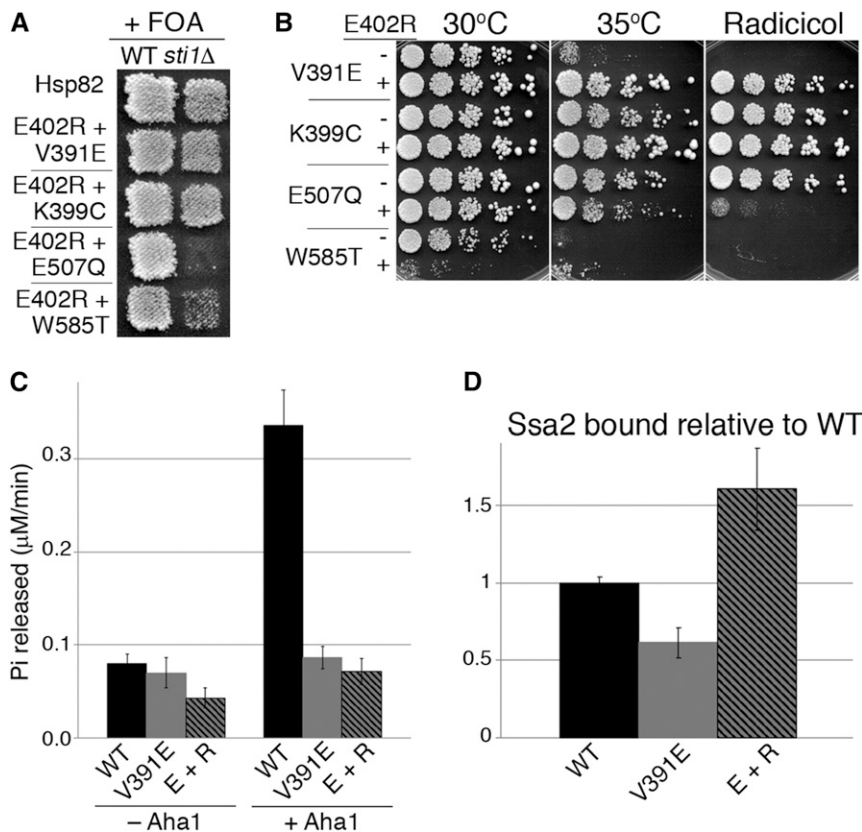 A
+ FOA
WT sti1Δ
Hsp82
E402R +
V391E
E402R +
K399C
E402R +
E507Q
E402R +
W585T
B
E402R 30°C 35°C Radicicol
V391E
-
+
K399C
-
+
E507Q
-
+
W585T
-
+
C
Pi released (μM/min)
0.3
0.2
0.1
0.0
WT
V391E
E + R
WT
V391E
E + R
– Aha1
+ Aha1
D
Ssa2 bound relative to WT
1.5
1
0.5
0
WT
V391E
E + R